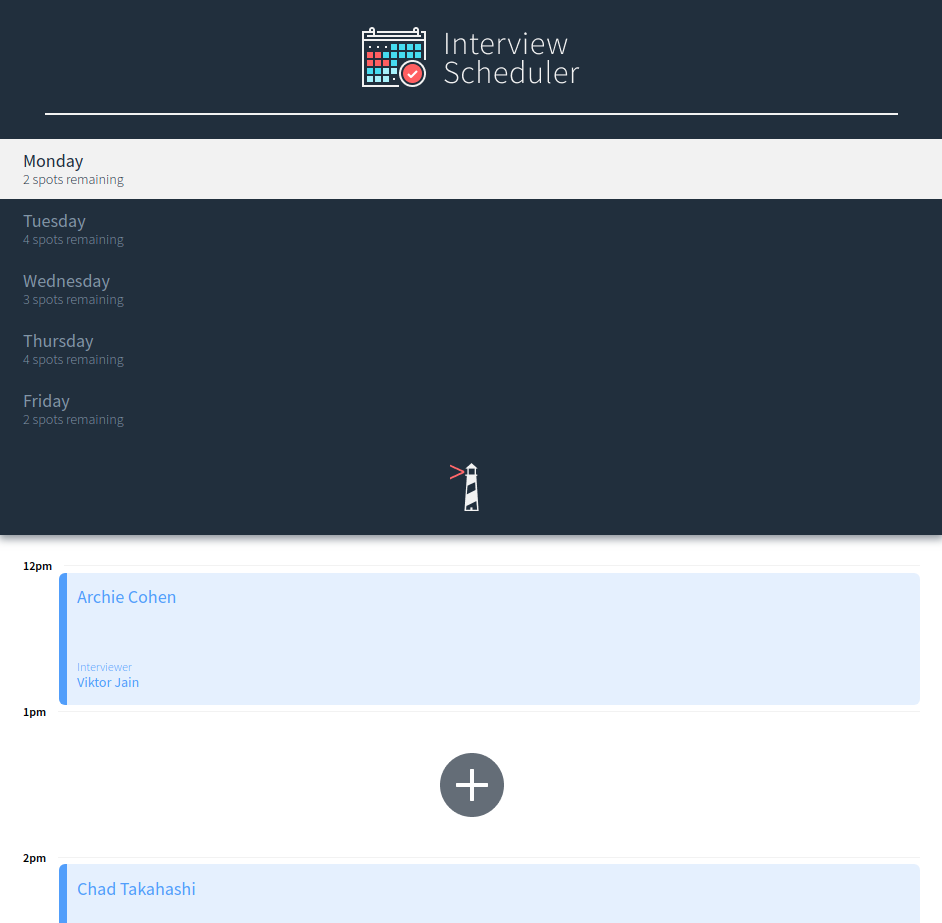 Interview
Scheduler
Monday
2 spots remaining
Tuesday
4 spots remaining
Wednesday
3 spots remaining
Thursday
4 spots remaining
Friday
2 spots remaining
12pm
Archie Cohen
Interviewer
Viktor Jain
1pm
2pm
Chad Takahashi